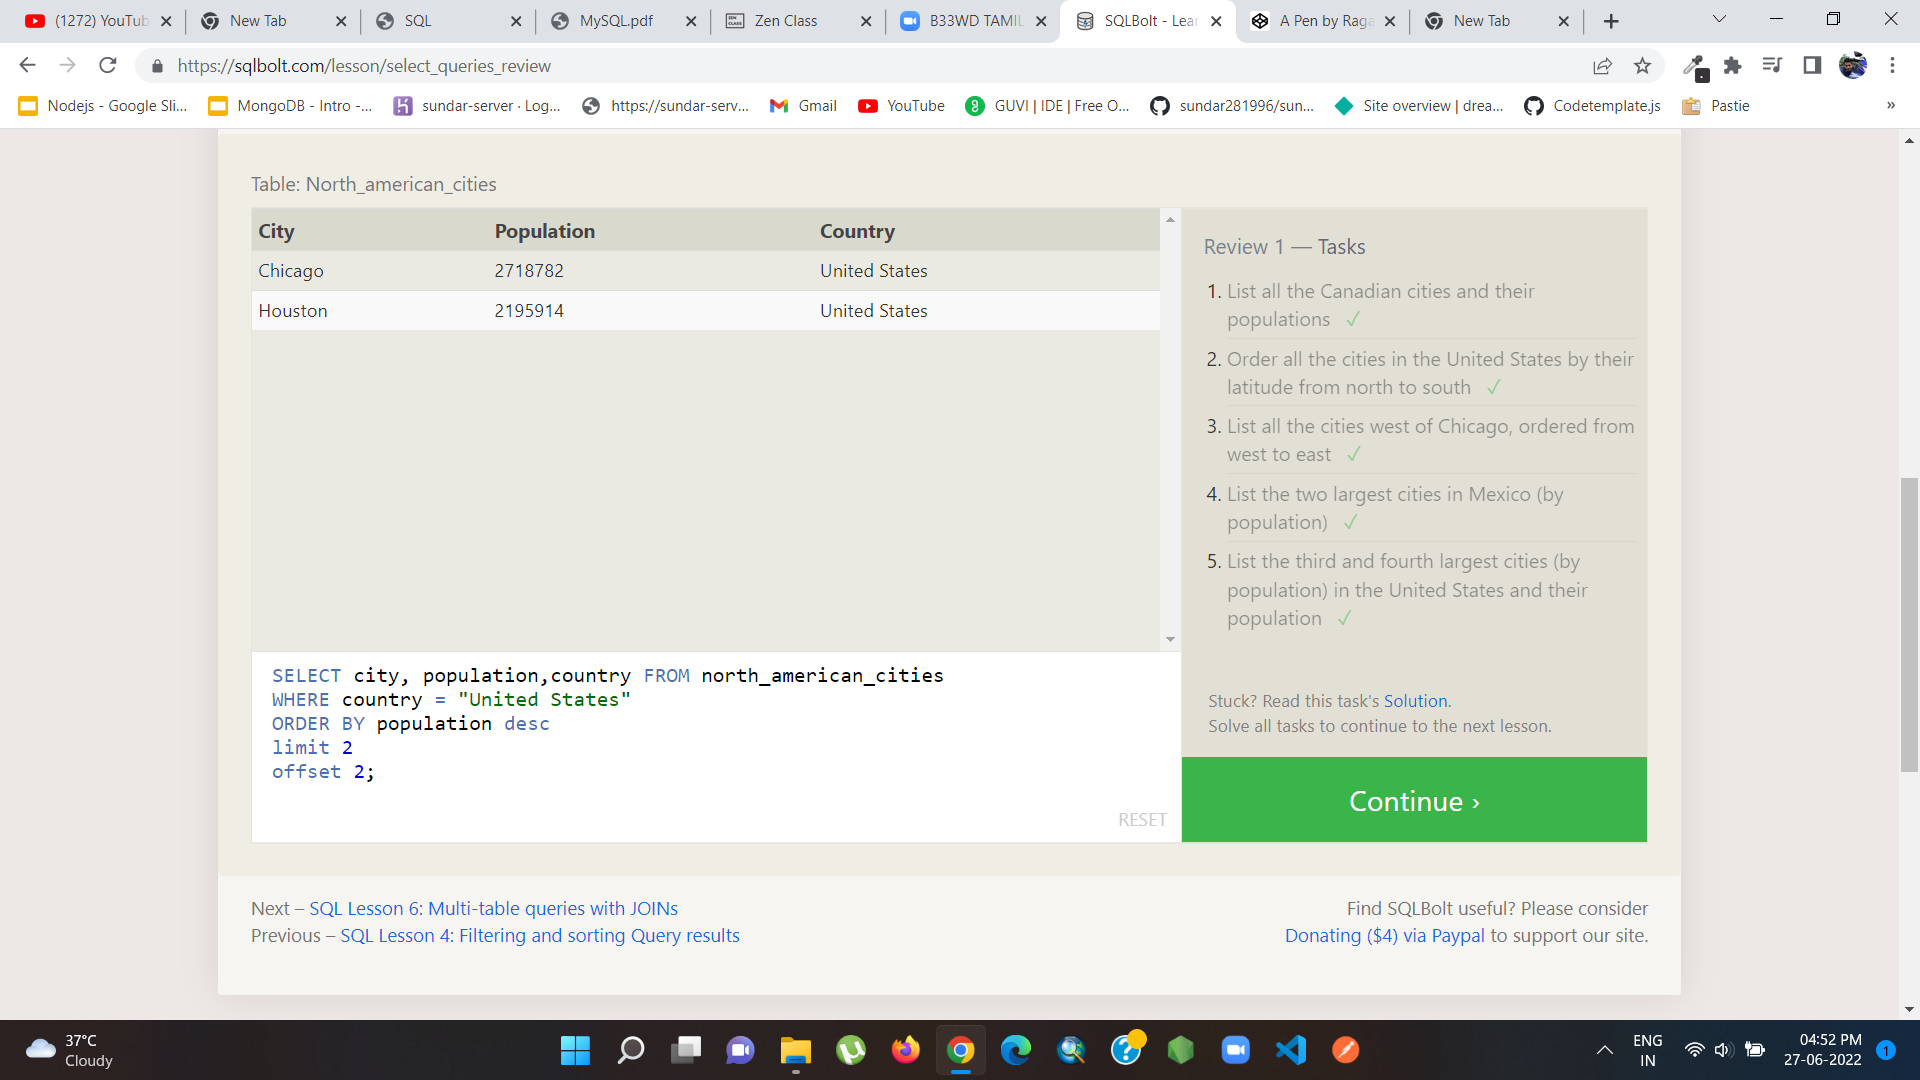 (1272) YouTub
New Tab
SQL
MySQL.pdf
Zen Class
B33WD TAMIL
SQLBolt - Lear
A Pen by Raga
New Tab
https://sqlbolt.com/lesson/select_queries_review
Nodejs - Google Sli...
MongoDB - Intro -...
sundar-server · Log...
https://sundar-serv...
Gmail
YouTube
GUVI | IDE | Free O...
sundar281996/sun...
Site overview | drea...
Codetemplate.js
Pastie
»
Table: North_american_cities
City Population Country
Chicago 2718782 United States
Houston 2195914 United States
SELECT city, population,country FROM north_american_cities
WHERE country = "United States"
ORDER BY population desc
limit 2
offset 2;
RESET
Review 1 — Tasks
1. List all the Canadian cities and their
populations ✓
2. Order all the cities in the United States by their
latitude from north to south ✓
3. List all the cities west of Chicago, ordered from
west to east ✓
4. List the two largest cities in Mexico (by
population) ✓
5. List the third and fourth largest cities (by
population) in the United States and their
population ✓
Stuck? Read this task's Solution.
Solve all tasks to continue to the next lesson.
Continue ›
Next – SQL Lesson 6: Multi-table queries with JOINs
Previous – SQL Lesson 4: Filtering and sorting Query results
Find SQLBolt useful? Please consider
Donating ($4) via Paypal to support our site.
37°C
Cloudy
ENG
IN
04:52 PM
27-06-2022
1